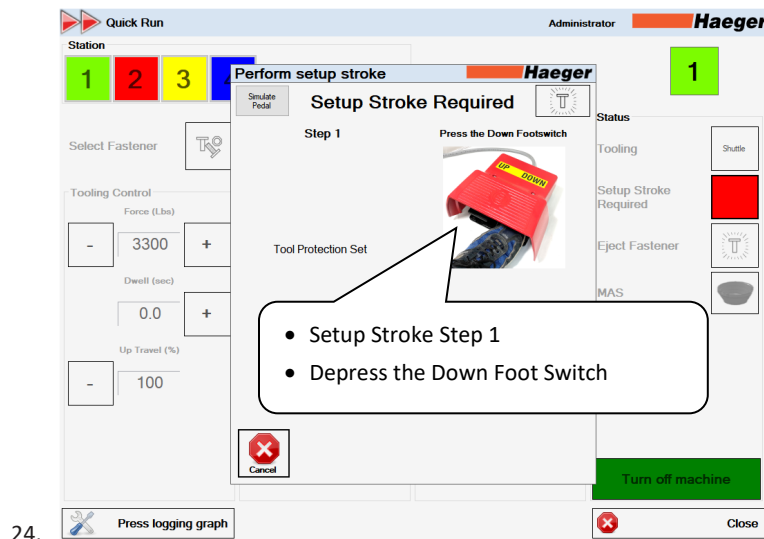 Quick Run
Administrator
Haeger
Station
1
2
3
Perform setup stroke
Haeger
Simulate
Pedal
Setup Stroke Required
T
1
Step 1
Press the Down Footswitch
UP DOWN
Tool Protection Set
Select Fastener
Tooling Control
Force (Lbs)
-
3300
+
Dwell (sec)
0.0
+
Up Travel (%)
-
100
Status
Tooling
Shuttle
Setup Stroke
Required
Eject Fastener
T
MAS
• Setup Stroke Step 1
• Depress the Down Foot Switch
Cancel
Turn off machine
24.
Press logging graph
Close